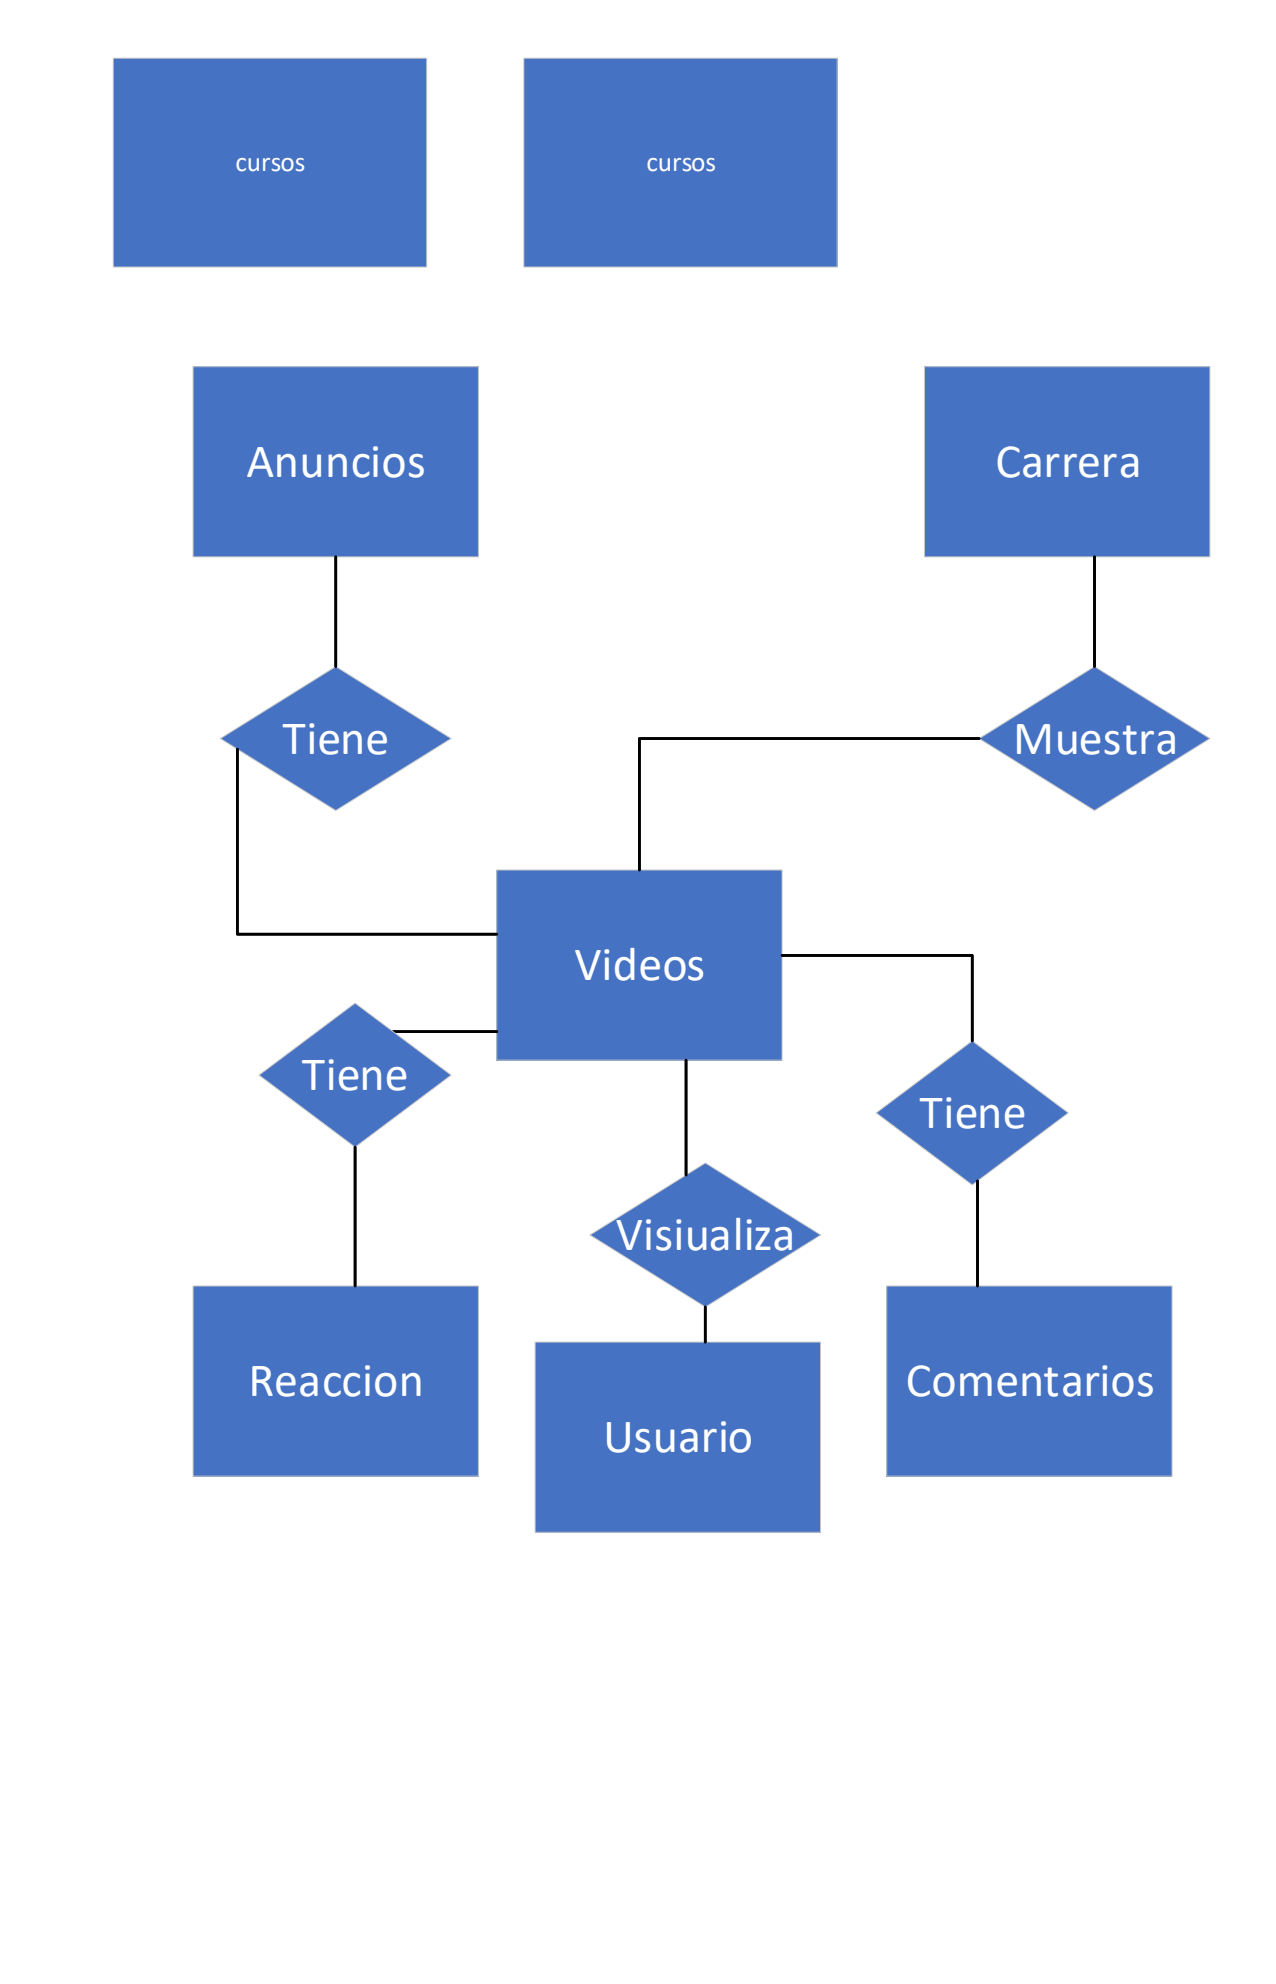 cursos
cursos
Anuncios
Carrera
Tiene
Muestra
Videos
Tiene
Tiene
Visiualiza
Reaccion
Comentarios
Usuario